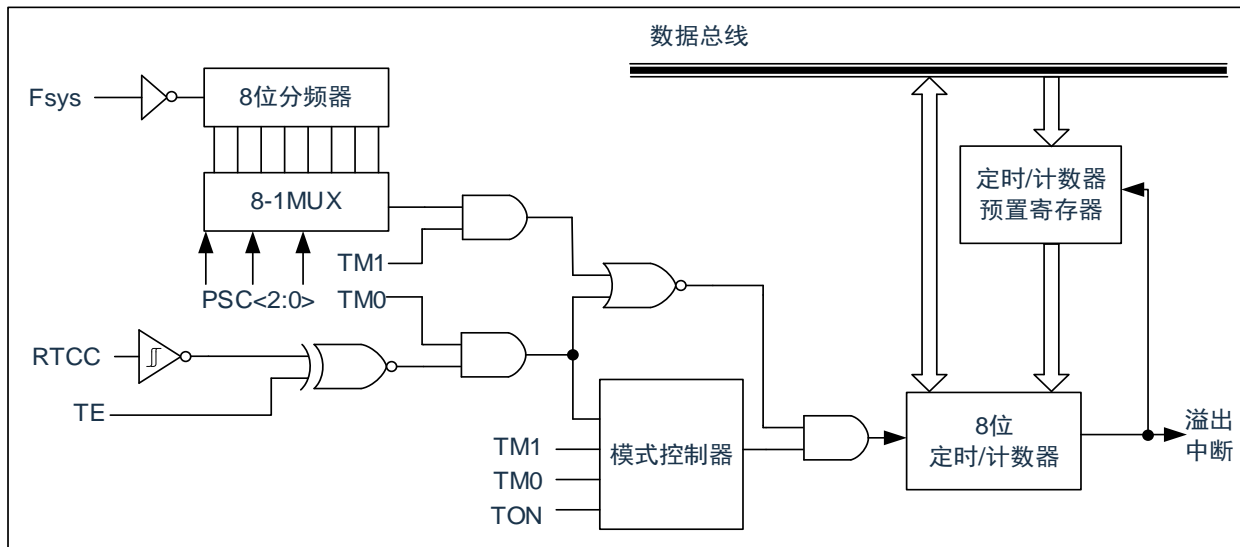 数据总线
Fsys
8位分频器
8-1MUX
定时/计数器
预置寄存器
TM1
PSC<2:0>
TM0
RTCC
TE
TM1
TM0
TON
模式控制器
8位
定时/计数器
溢出
中断